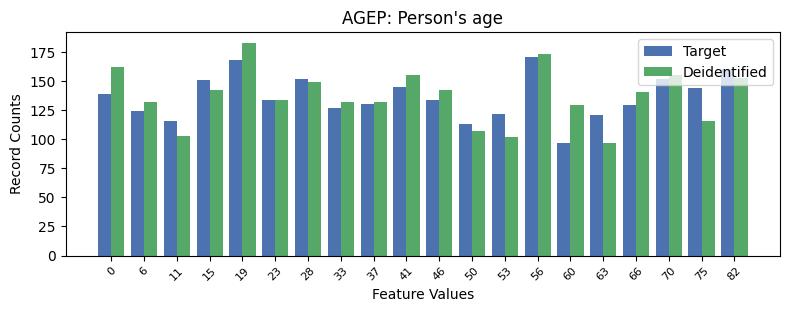 AGEP: Person's age
Record Counts
175
150
125
100
75
50
25
0
Target
Deidentified
0 6 11 15 19 23 28 33 37 41 46 50 53 56 60 63 66 70 75 82
Feature Values